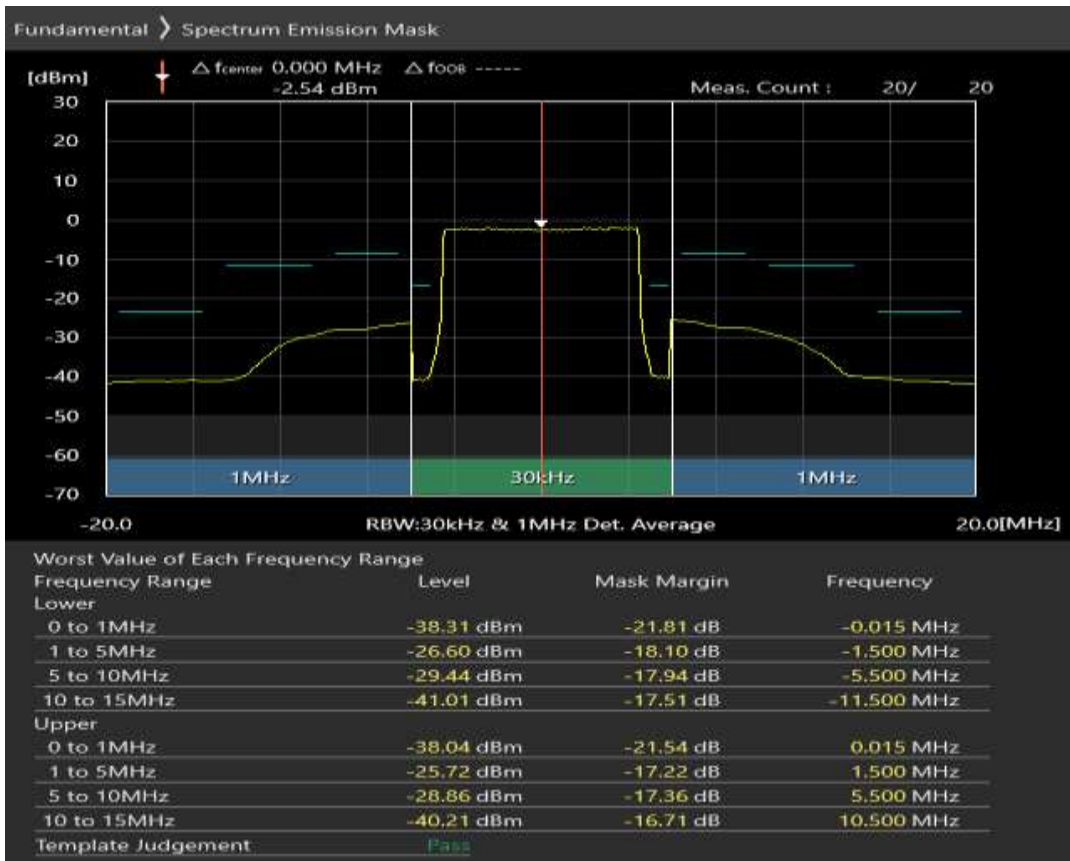 Fundamental 〉 Spectrum Emission Mask
[dBm] △ fcenter 0.000 MHz △ fOOB -----
-2.54 dBm Meas. Count : 20/ 20
30
20
10
0
-10
-20
-30
-40
-50
-60
1MHz 30kHz 1MHz
-70
-20.0 RBW:30kHz & 1MHz Det. Average 20.0[MHz]
Worst Value of Each Frequency Range
Frequency Range Level Mask Margin Frequency
Lower
0 to 1MHz -38.31 dBm -21.81 dB -0.015 MHz
1 to 5MHz -26.60 dBm -18.10 dB -1.500 MHz
5 to 10MHz -29.44 dBm -17.94 dB -5.500 MHz
10 to 15MHz -41.01 dBm -17.51 dB -11.500 MHz
Upper
0 to 1MHz -38.04 dBm -21.54 dB 0.015 MHz
1 to 5MHz -25.72 dBm -17.22 dB 1.500 MHz
5 to 10MHz -28.86 dBm -17.36 dB 5.500 MHz
10 to 15MHz -40.21 dBm -16.71 dB 10.500 MHz
Template Judgement Pass